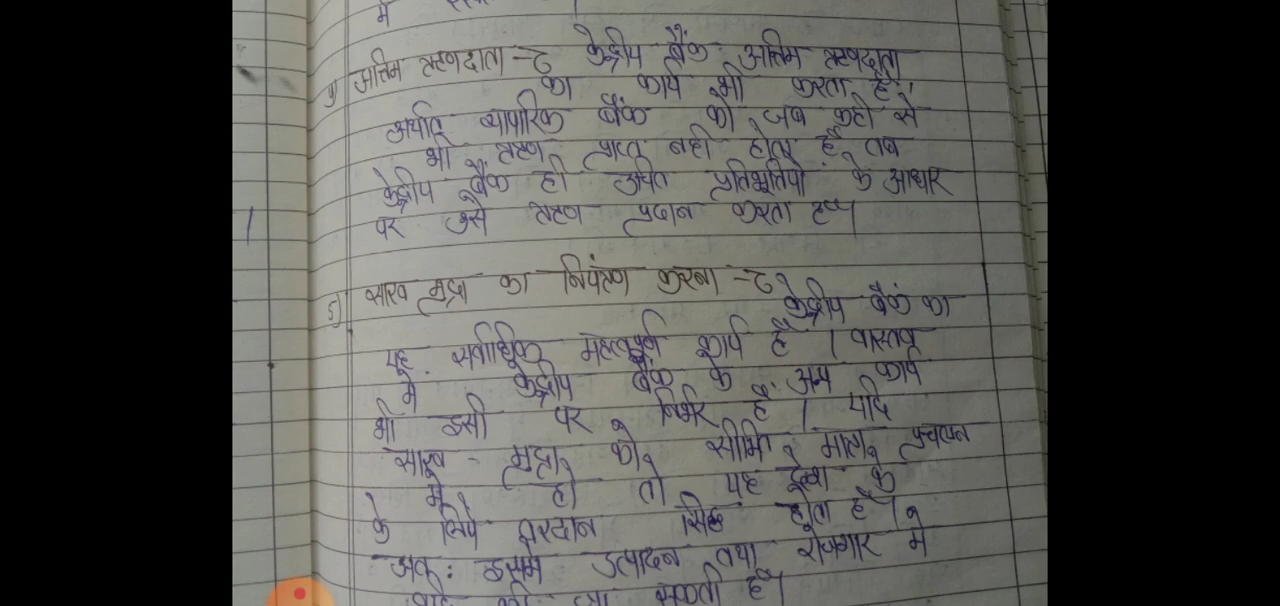 में
4) अन्तिम ऋणदाता -ः केन्द्रीय बैंक अन्तिम ऋणदाता
का कार्य भी करता है।
अर्थात् व्यापारिक बैंक को जब कही से
भी ऋण प्राप्त नही होता है तब
केन्द्रीय बैंक ही उचित प्रतिभूतियो के आधार
पर उसे ऋण प्रदान करता है।
5) साख मुद्रा का नियंत्रण करना -ः
केन्द्रीय बैंक का
यह सर्वाधिक महत्वपूर्ण कार्य है। वास्तव
मे केन्द्रीय बैंक के अन्य कार्य
भी इसी पर निर्भर है। यदि
साख - मुद्रा को सीमित मात्रा प्रचलन
मे हो तो यह देश के
के लिये वरदान सिद्ध होता है।
अतः इसमे उत्पादन तथा रोजगार मे
की जा सकती है।